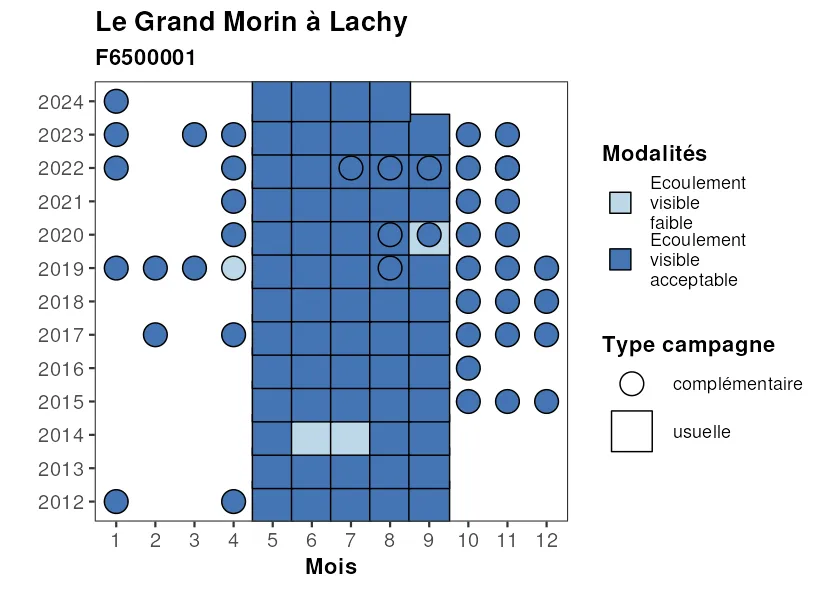 Le Grand Morin à Lachy
F6500001
2024
2023
2022
2021
2020
2019
2018
2017
2016
2015
2014
2013
2012
1 2 3 4 5 6 7 8 9 10 11 12
Mois
Modalités
Ecoulement
visible
faible
Ecoulement
visible
acceptable
Type campagne
complémentaire
usuelle